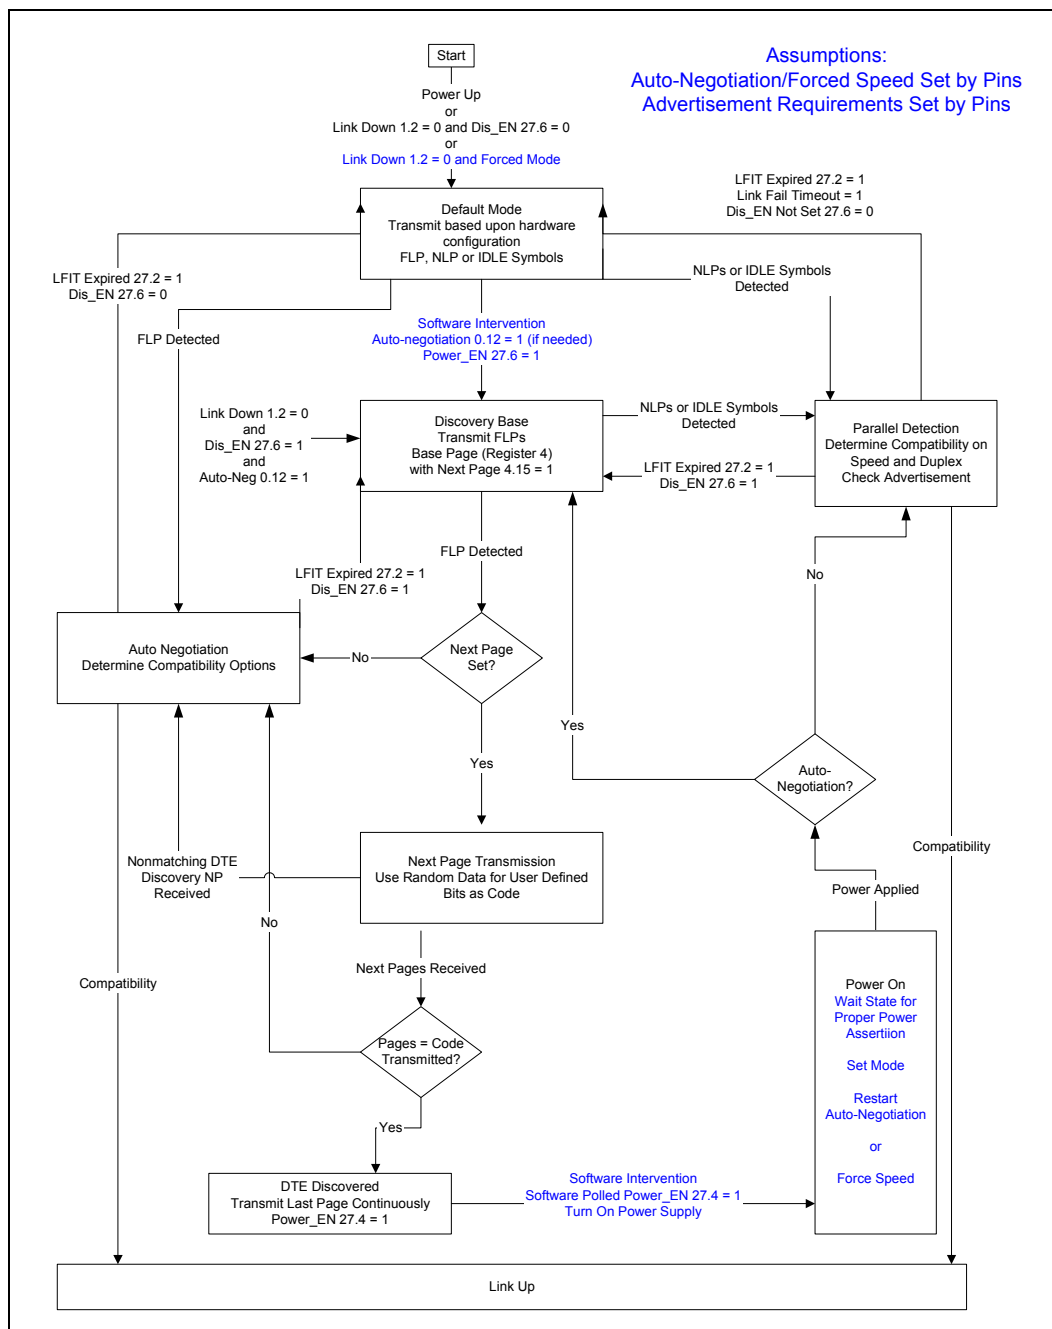 Start
Assumptions:
Auto-Negotiation/Forced Speed Set by Pins
Advertisement Requirements Set by Pins
Power Up
or
Link Down 1.2 = 0 and Dis_EN 27.6 = 0
or
Link Down 1.2 = 0 and Forced Mode
LFIT Expired 27.2 = 1
Link Fail Timeout = 1
Dis_EN Not Set 27.6 = 0
Default Mode
Transmit based upon hardware
configuration
FLP, NLP or IDLE Symbols
LFIT Expired 27.2 = 1
Dis_EN 27.6 = 0
NLPs or IDLE Symbols
Detected
FLP Detected
Software Intervention
Auto-negotiation 0.12 = 1 (if needed)
Power_EN 27.6 = 1
Link Down 1.2 = 0
and
Dis_EN 27.6 = 1
and
Auto-Neg 0.12 = 1
Discovery Base
Transmit FLPs
Base Page (Register 4)
with Next Page 4.15 = 1
NLPs or IDLE Symbols
Detected
LFIT Expired 27.2 = 1
Dis_EN 27.6 = 1
Parallel Detection
Determine Compatibility on
Speed and Duplex
Check Advertisement
FLP Detected
LFIT Expired 27.2 = 1
Dis_EN 27.6 = 1
No
Auto Negotiation
Determine Compatibility Options
No
Next Page
Set?
Yes
Yes
Auto-
Negotiation?
Nonmatching DTE
Discovery NP
Received
Next Page Transmission
Use Random Data for User Defined
Bits as Code
Compatibility
Power Applied
No
Next Pages Received
Compatibility
Pages = Code
Transmitted?
Power On
Wait State for
Proper Power
Assertiion
Set Mode
Restart
Auto-Negotiation
or
Force Speed
Yes
DTE Discovered
Transmit Last Page Continuously
Power_EN 27.4 = 1
Software Intervention
Software Polled Power_EN 27.4 = 1
Turn On Power Supply
Link Up